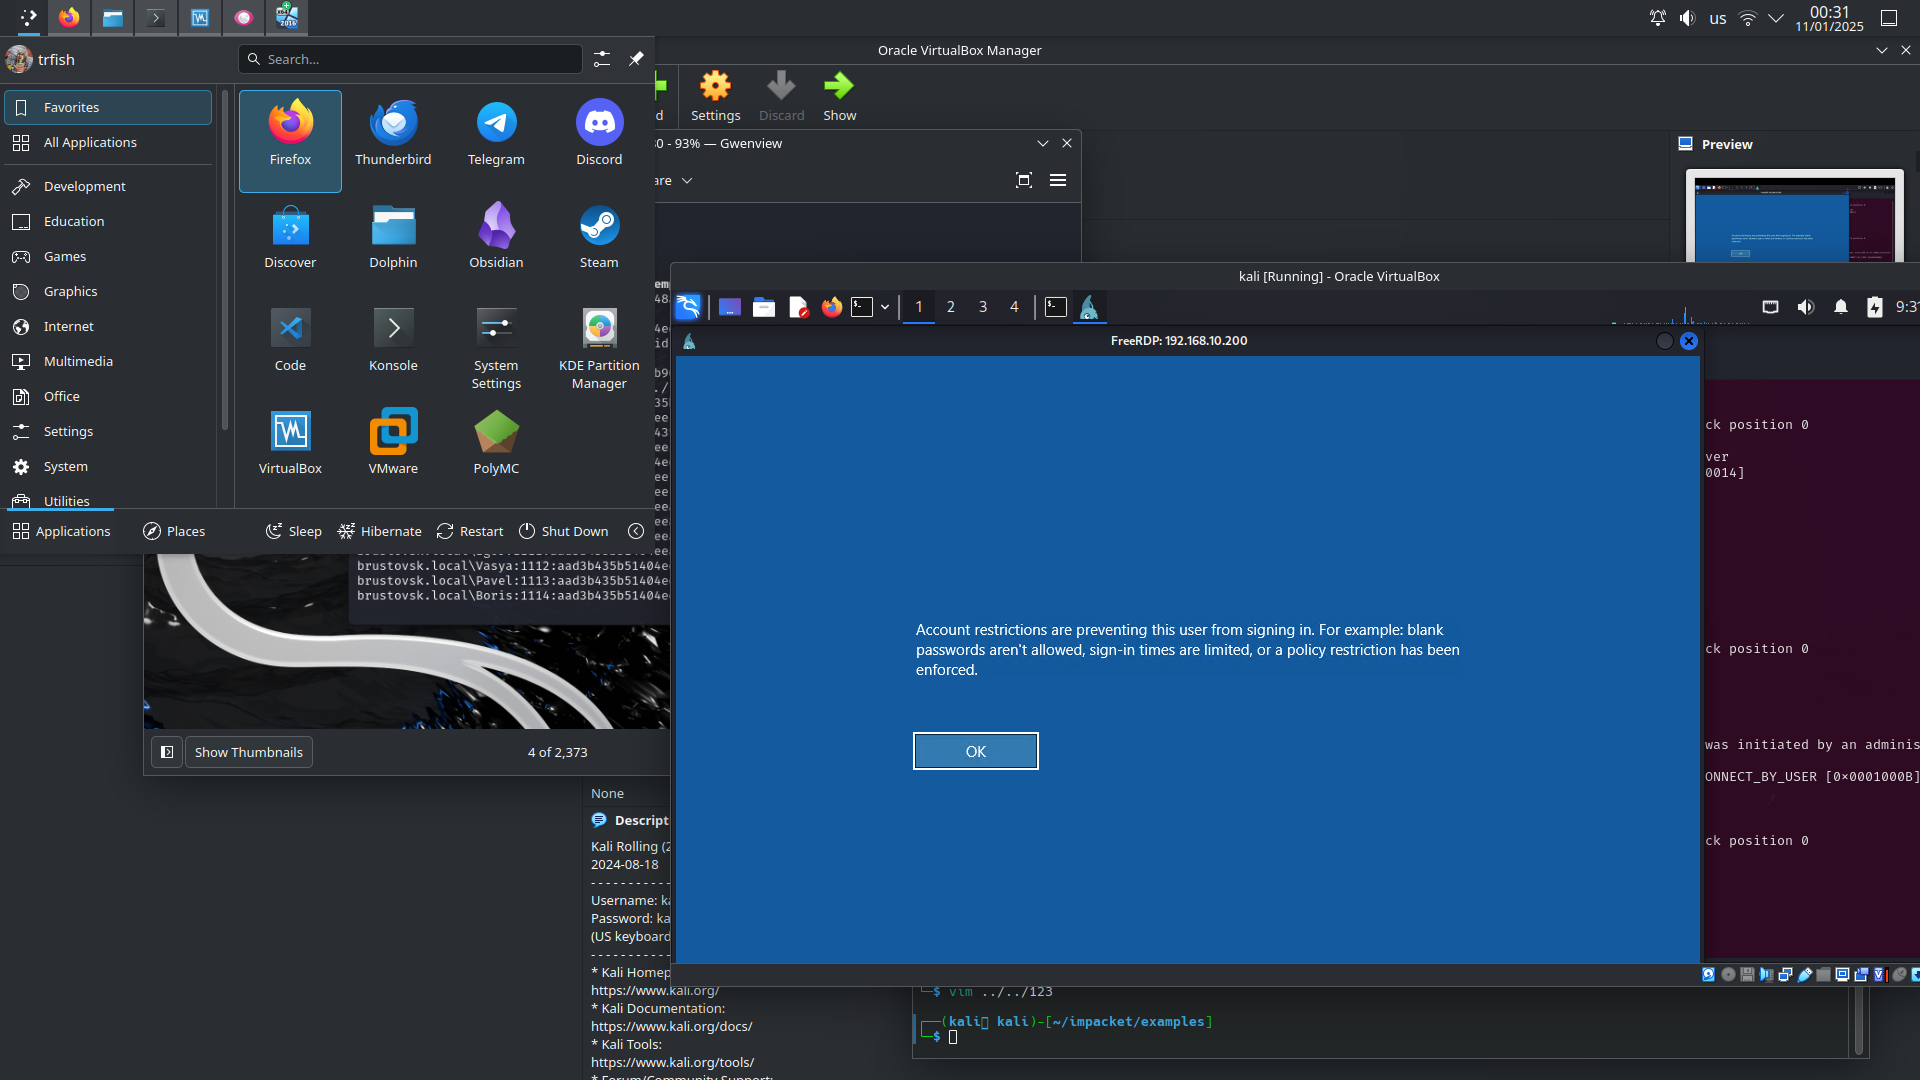 us
00:31
11/01/2025
trfish
Search...
Oracle VirtualBox Manager
Favorites
All Applications
Development
Education
Games
Graphics
Internet
Multimedia
Office
Settings
System
Utilities
Firefox
Thunderbird
Telegram
Discord
Discover
Dolphin
Obsidian
Steam
Code
Konsole
System
Settings
KDE Partition
Manager
VirtualBox
VMware
PolyMC
Applications
Places
Sleep
Hibernate
Restart
Shut Down
d
Settings
Discard
Show
- 93% — Gwenview
are
Preview
kali [Running] - Oracle VirtualBox
1
2
3
4
9:3
FreeRDP: 192.168.10.200
Account restrictions are preventing this user from signing in. For example: blank
passwords aren't allowed, sign-in times are limited, or a policy restriction has been
enforced.
OK
ck position 0
ver
0014]
ck position 0
was initiated by an adminis
ONNECT_BY_USER [0×0001000B]
ck position 0
brustovsk.local\Vasya:1112:aad3b435b51404e
brustovsk.local\Pavel:1113:aad3b435b51404e
brustovsk.local\Boris:1114:aad3b435b51404e
Show Thumbnails
4 of 2,373
None
Descript
Kali Rolling (2
2024-08-18
- - - - - - - - - -
Username: ka
Password: ka
(US keyboard
- - - - - - - - - -
* Kali Homep
https://www.kali.org/
* Kali Documentation:
https://www.kali.org/docs/
* Kali Tools:
https://www.kali.org/tools/
* Forum/Community Support:
└─$ vim ../../123
┌──(kali kali)-[~/impacket/examples]
└─$